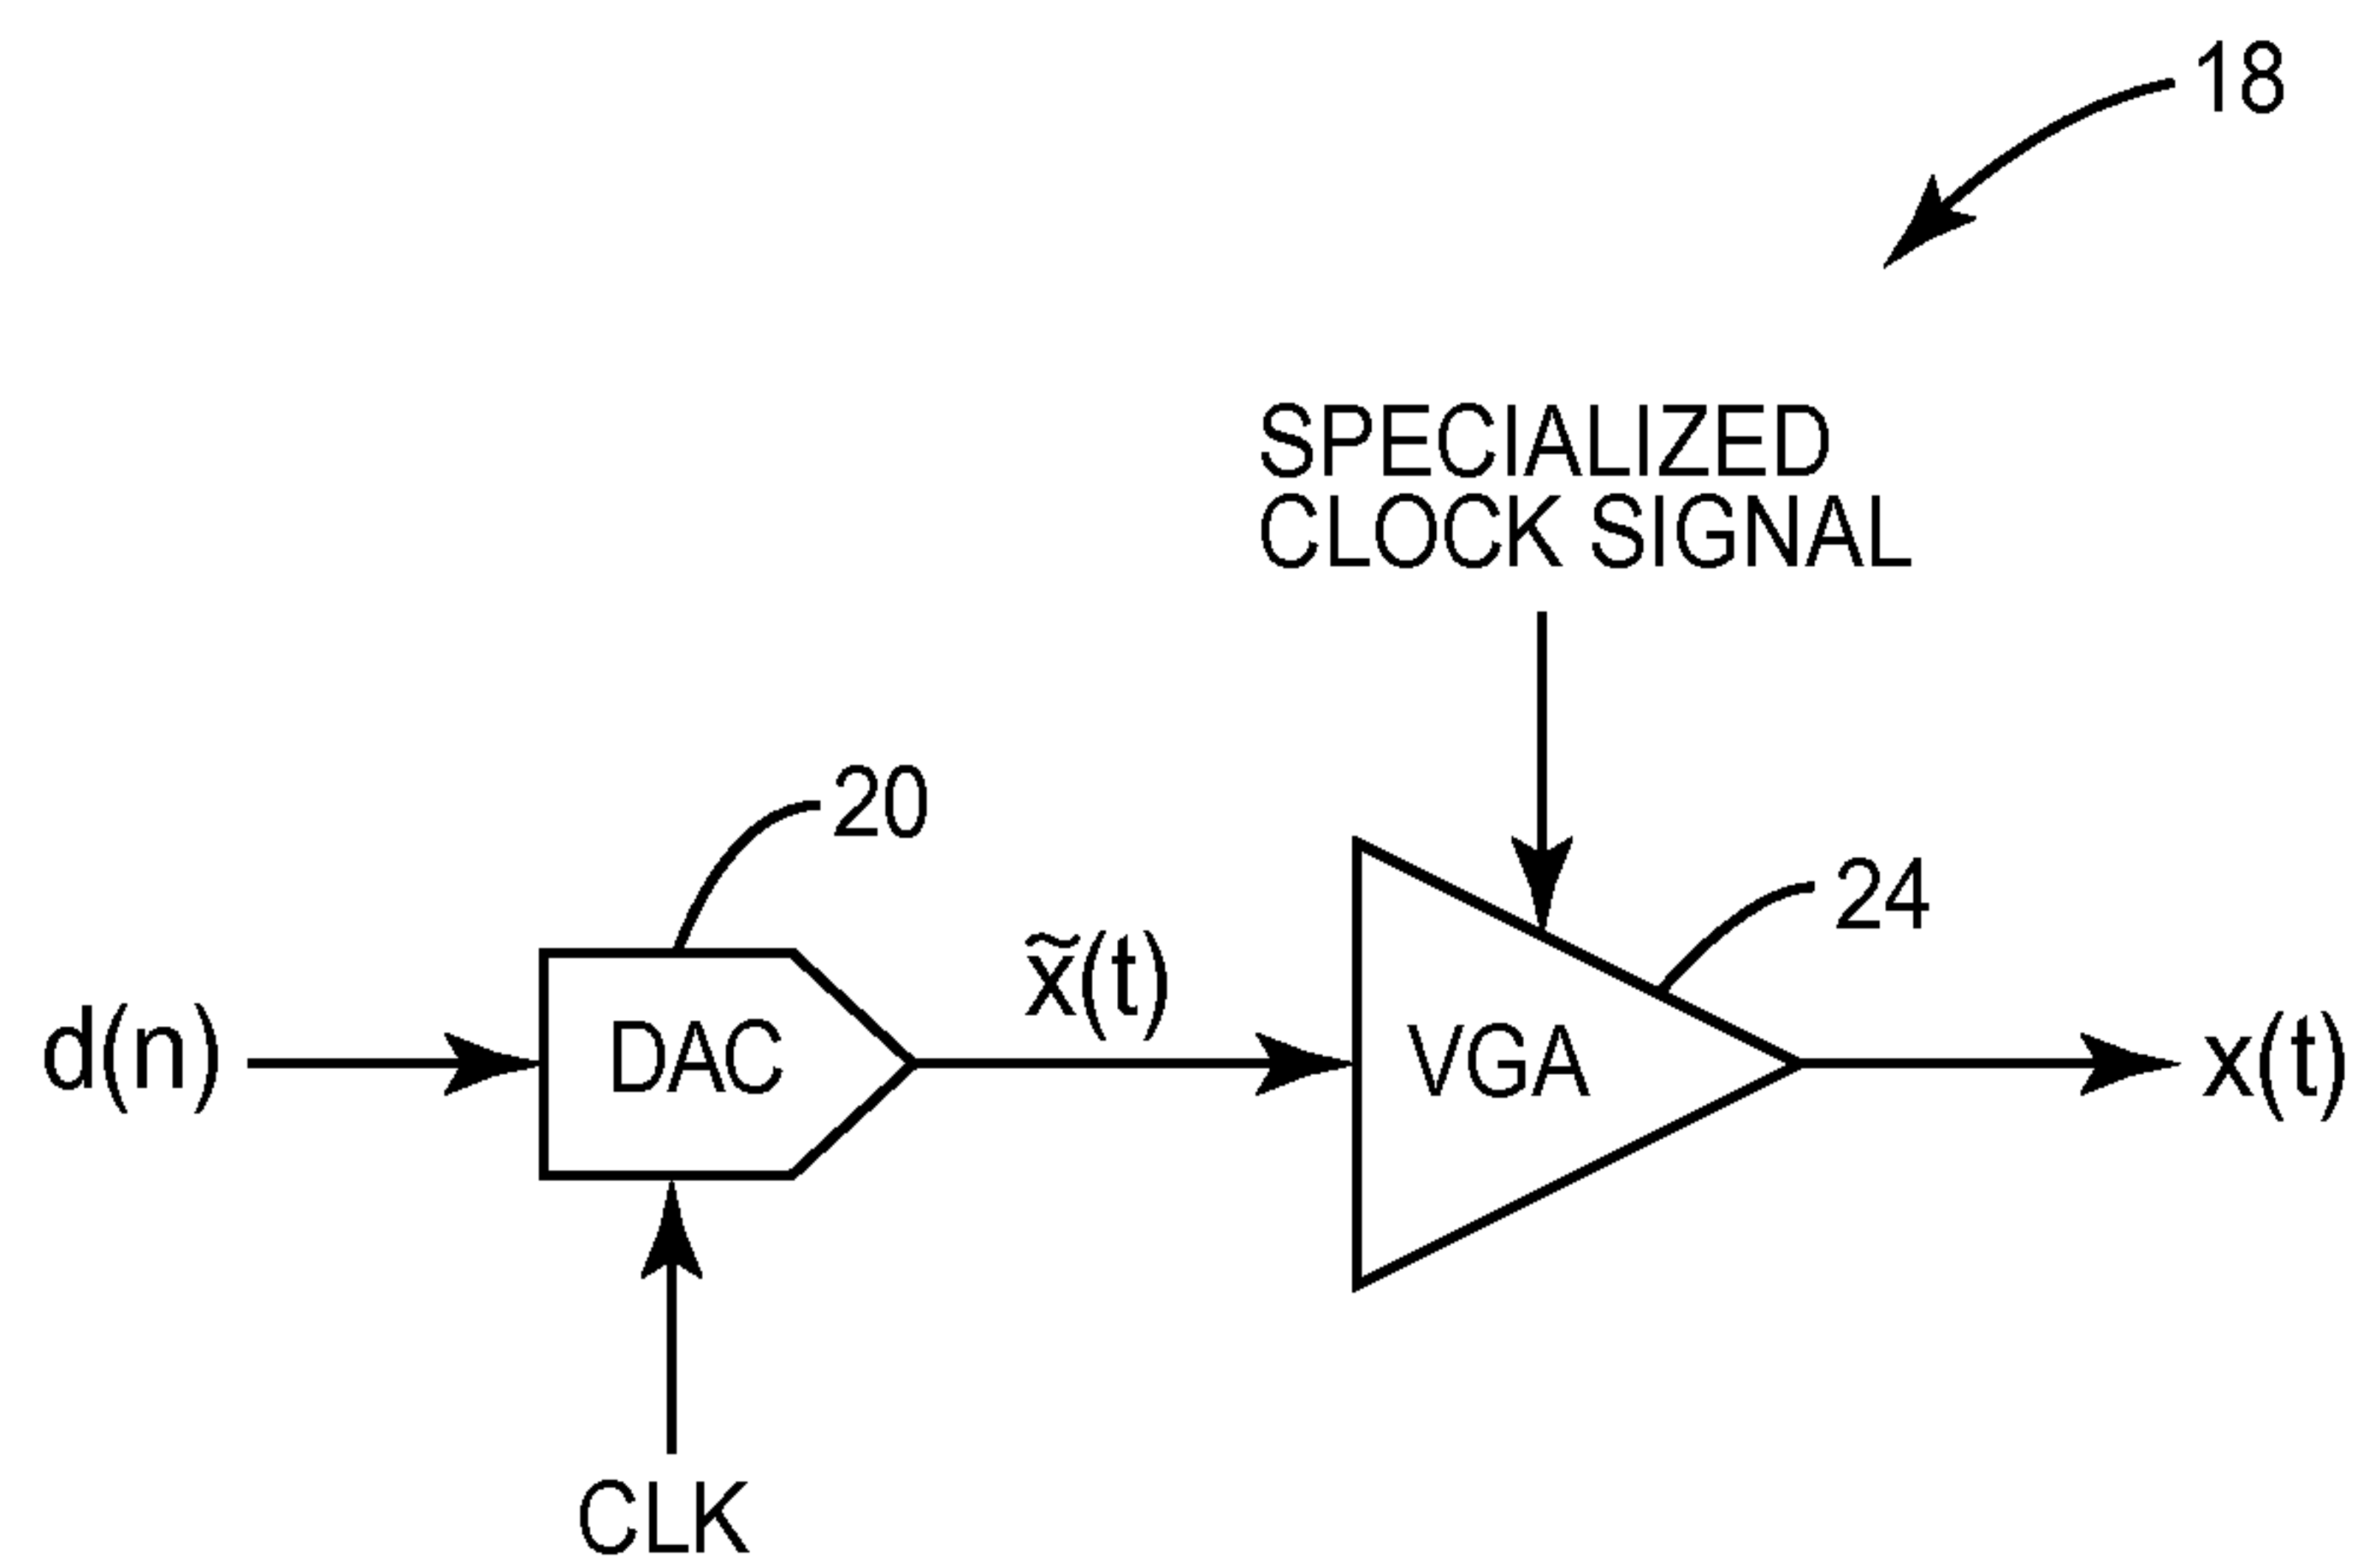 18
SPECIALIZED
CLOCK SIGNAL
20
24
x̃(t)
d(n)
DAC
VGA
x(t)
CLK